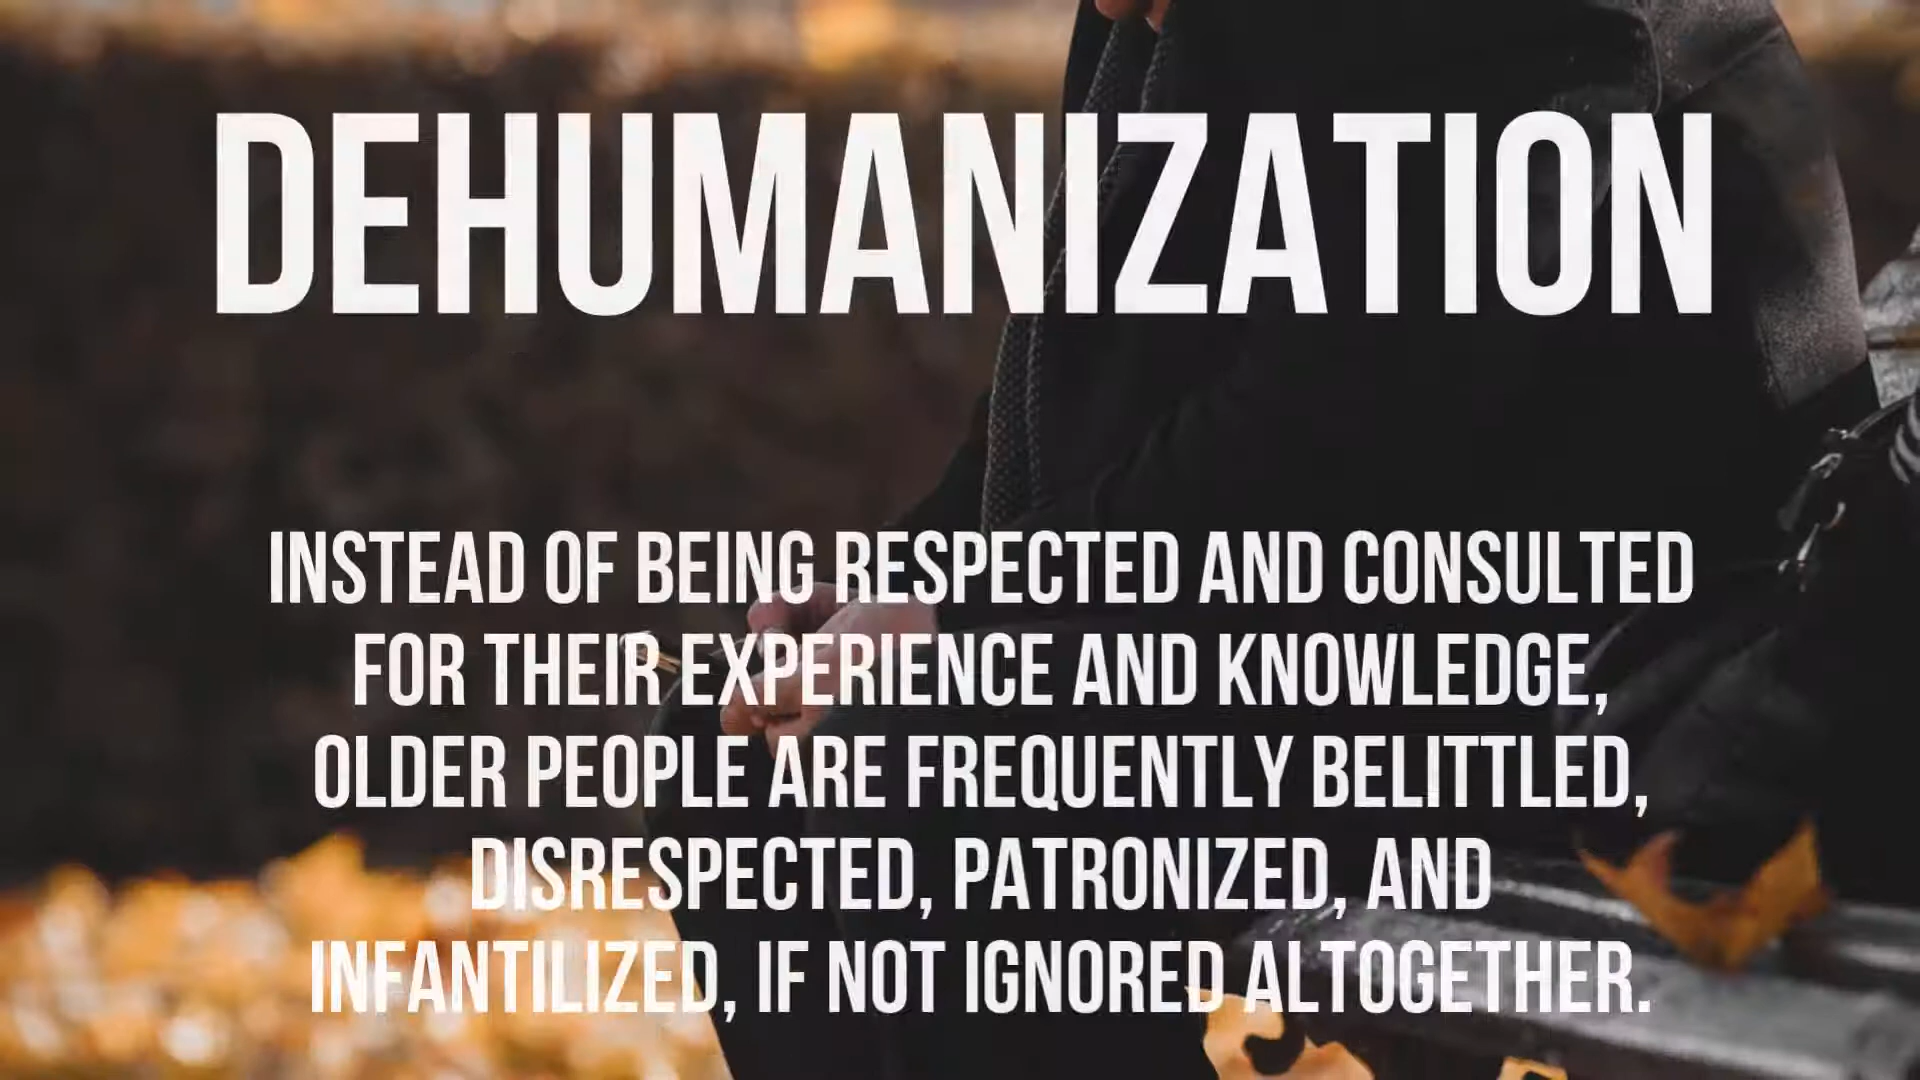 DEHUMANIZATION
INSTEAD OF BEING RESPECTED AND CONSULTED
FOR THEIR EXPERIENCE AND KNOWLEDGE,
OLDER PEOPLE ARE FREQUENTLY BELITTLED,
DISRESPECTED, PATRONIZED, AND
INFANTILIZED, IF NOT IGNORED ALTOGETHER.